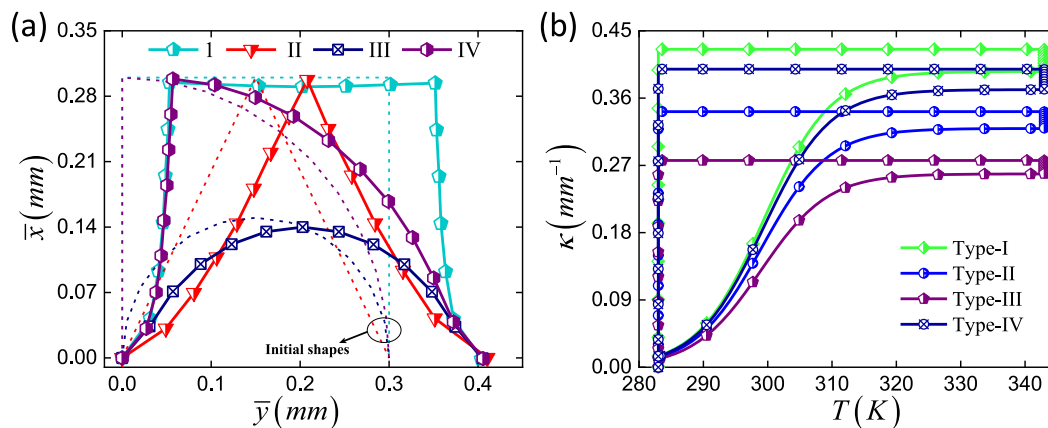 (a)
0.35
0.28
0.21
0.14
0.07
0.00
x̄ (mm)
1 II III IV
Initial shapes
0.0 0.1 0.2 0.3 0.4
ȳ (mm)
(b)
0.45
0.36
0.27
0.18
0.09
0.00
κ (mm⁻¹)
Type-I
Type-II
Type-III
Type-IV
280 290 300 310 320 330 340
T (K)